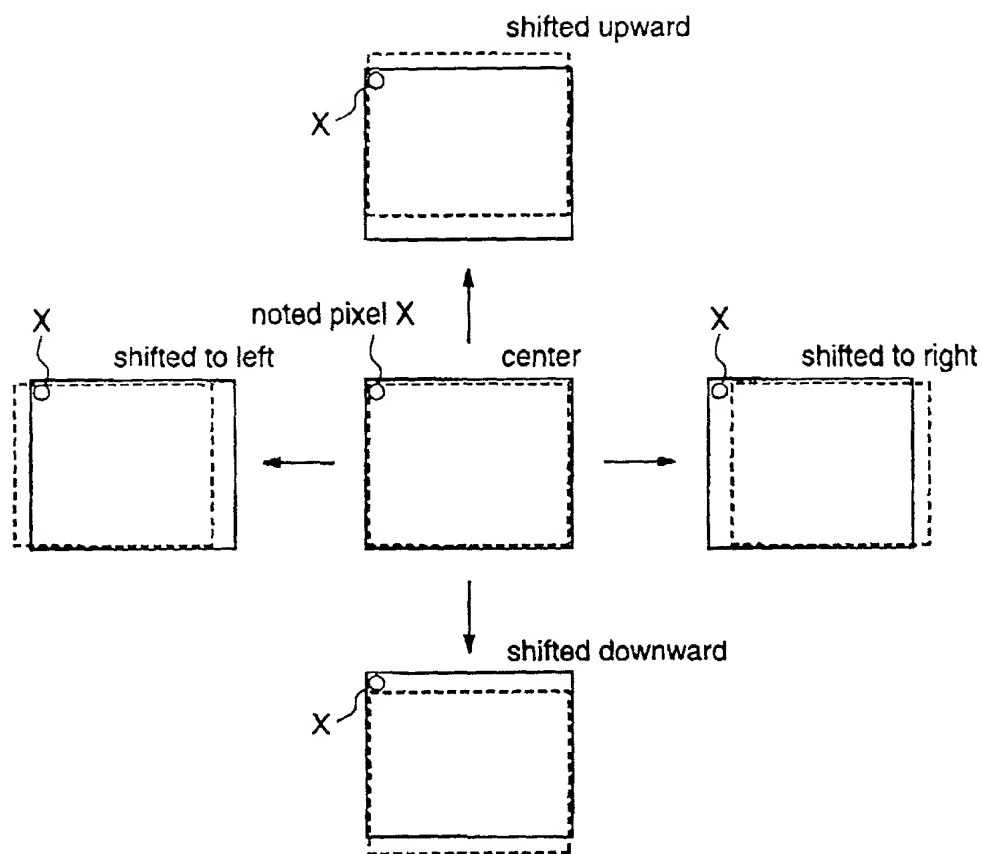 shifted upward
X
noted pixel X
X
shifted to left
center
X
shifted to right
shifted downward
X